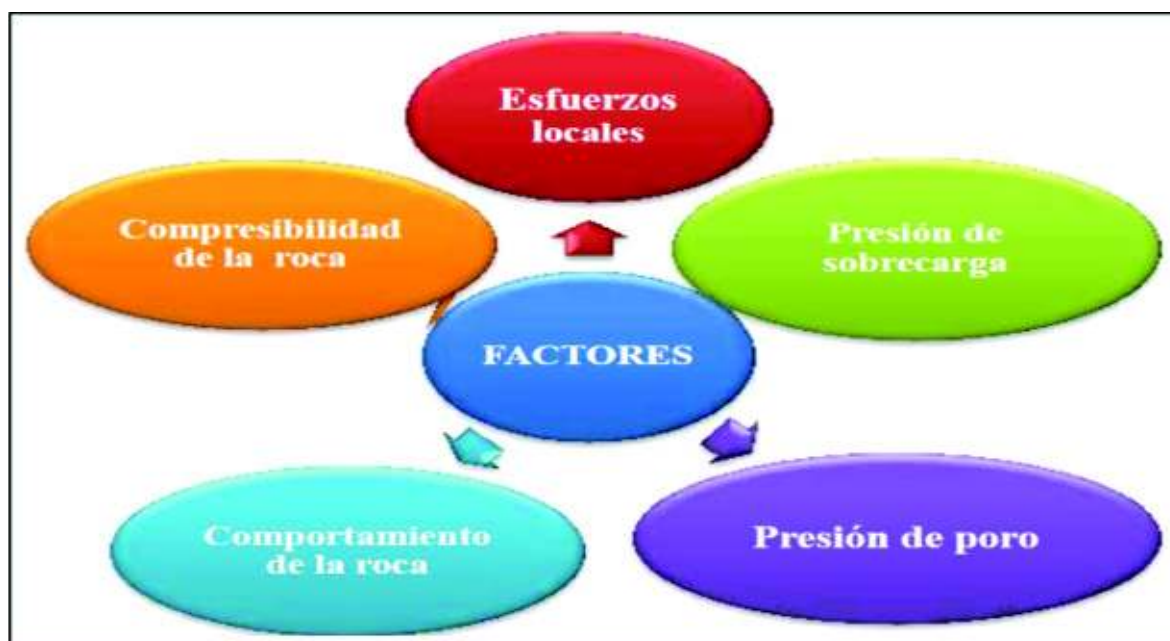 Esfuerzos
locales
Compresibilidad
de la roca
Presión de
sobrecarga
FACTORES
Comportamiento
de la roca
Presión de poro